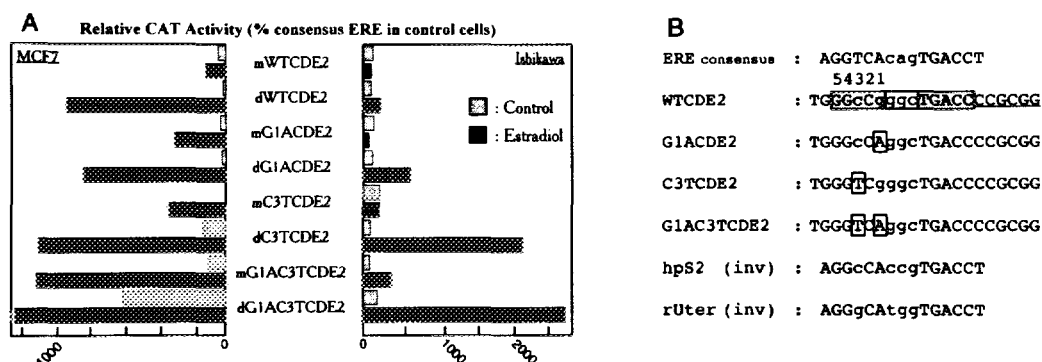 A
Relative CAT Activity (% consensus ERE in control cells)
MCF7
Ishikawa
mWTCDE2
dWTCDE2
mG1ACDE2
dG1ACDE2
mC3TCDE2
dC3TCDE2
mG1AC3TCDE2
dG1AC3TCDE2
: Control
: Estradiol
1000
0
0
1000
2000
B
ERE consensus : AGGTCAcagTGACCT
54321
WTCDE2 : TGGGcCgggcTGACCCCGCGG
G1ACDE2 : TGGGcCAggcTGACCCCGCGG
C3TCDE2 : TGGGTCgggcTGACCCCGCGG
G1AC3TCDE2 : TGGGTCAggcTGACCCCGCGG
hpS2 (inv) : AGGcCAccgTGACCT
rUter (inv) : AGGgCAtggTGACCT